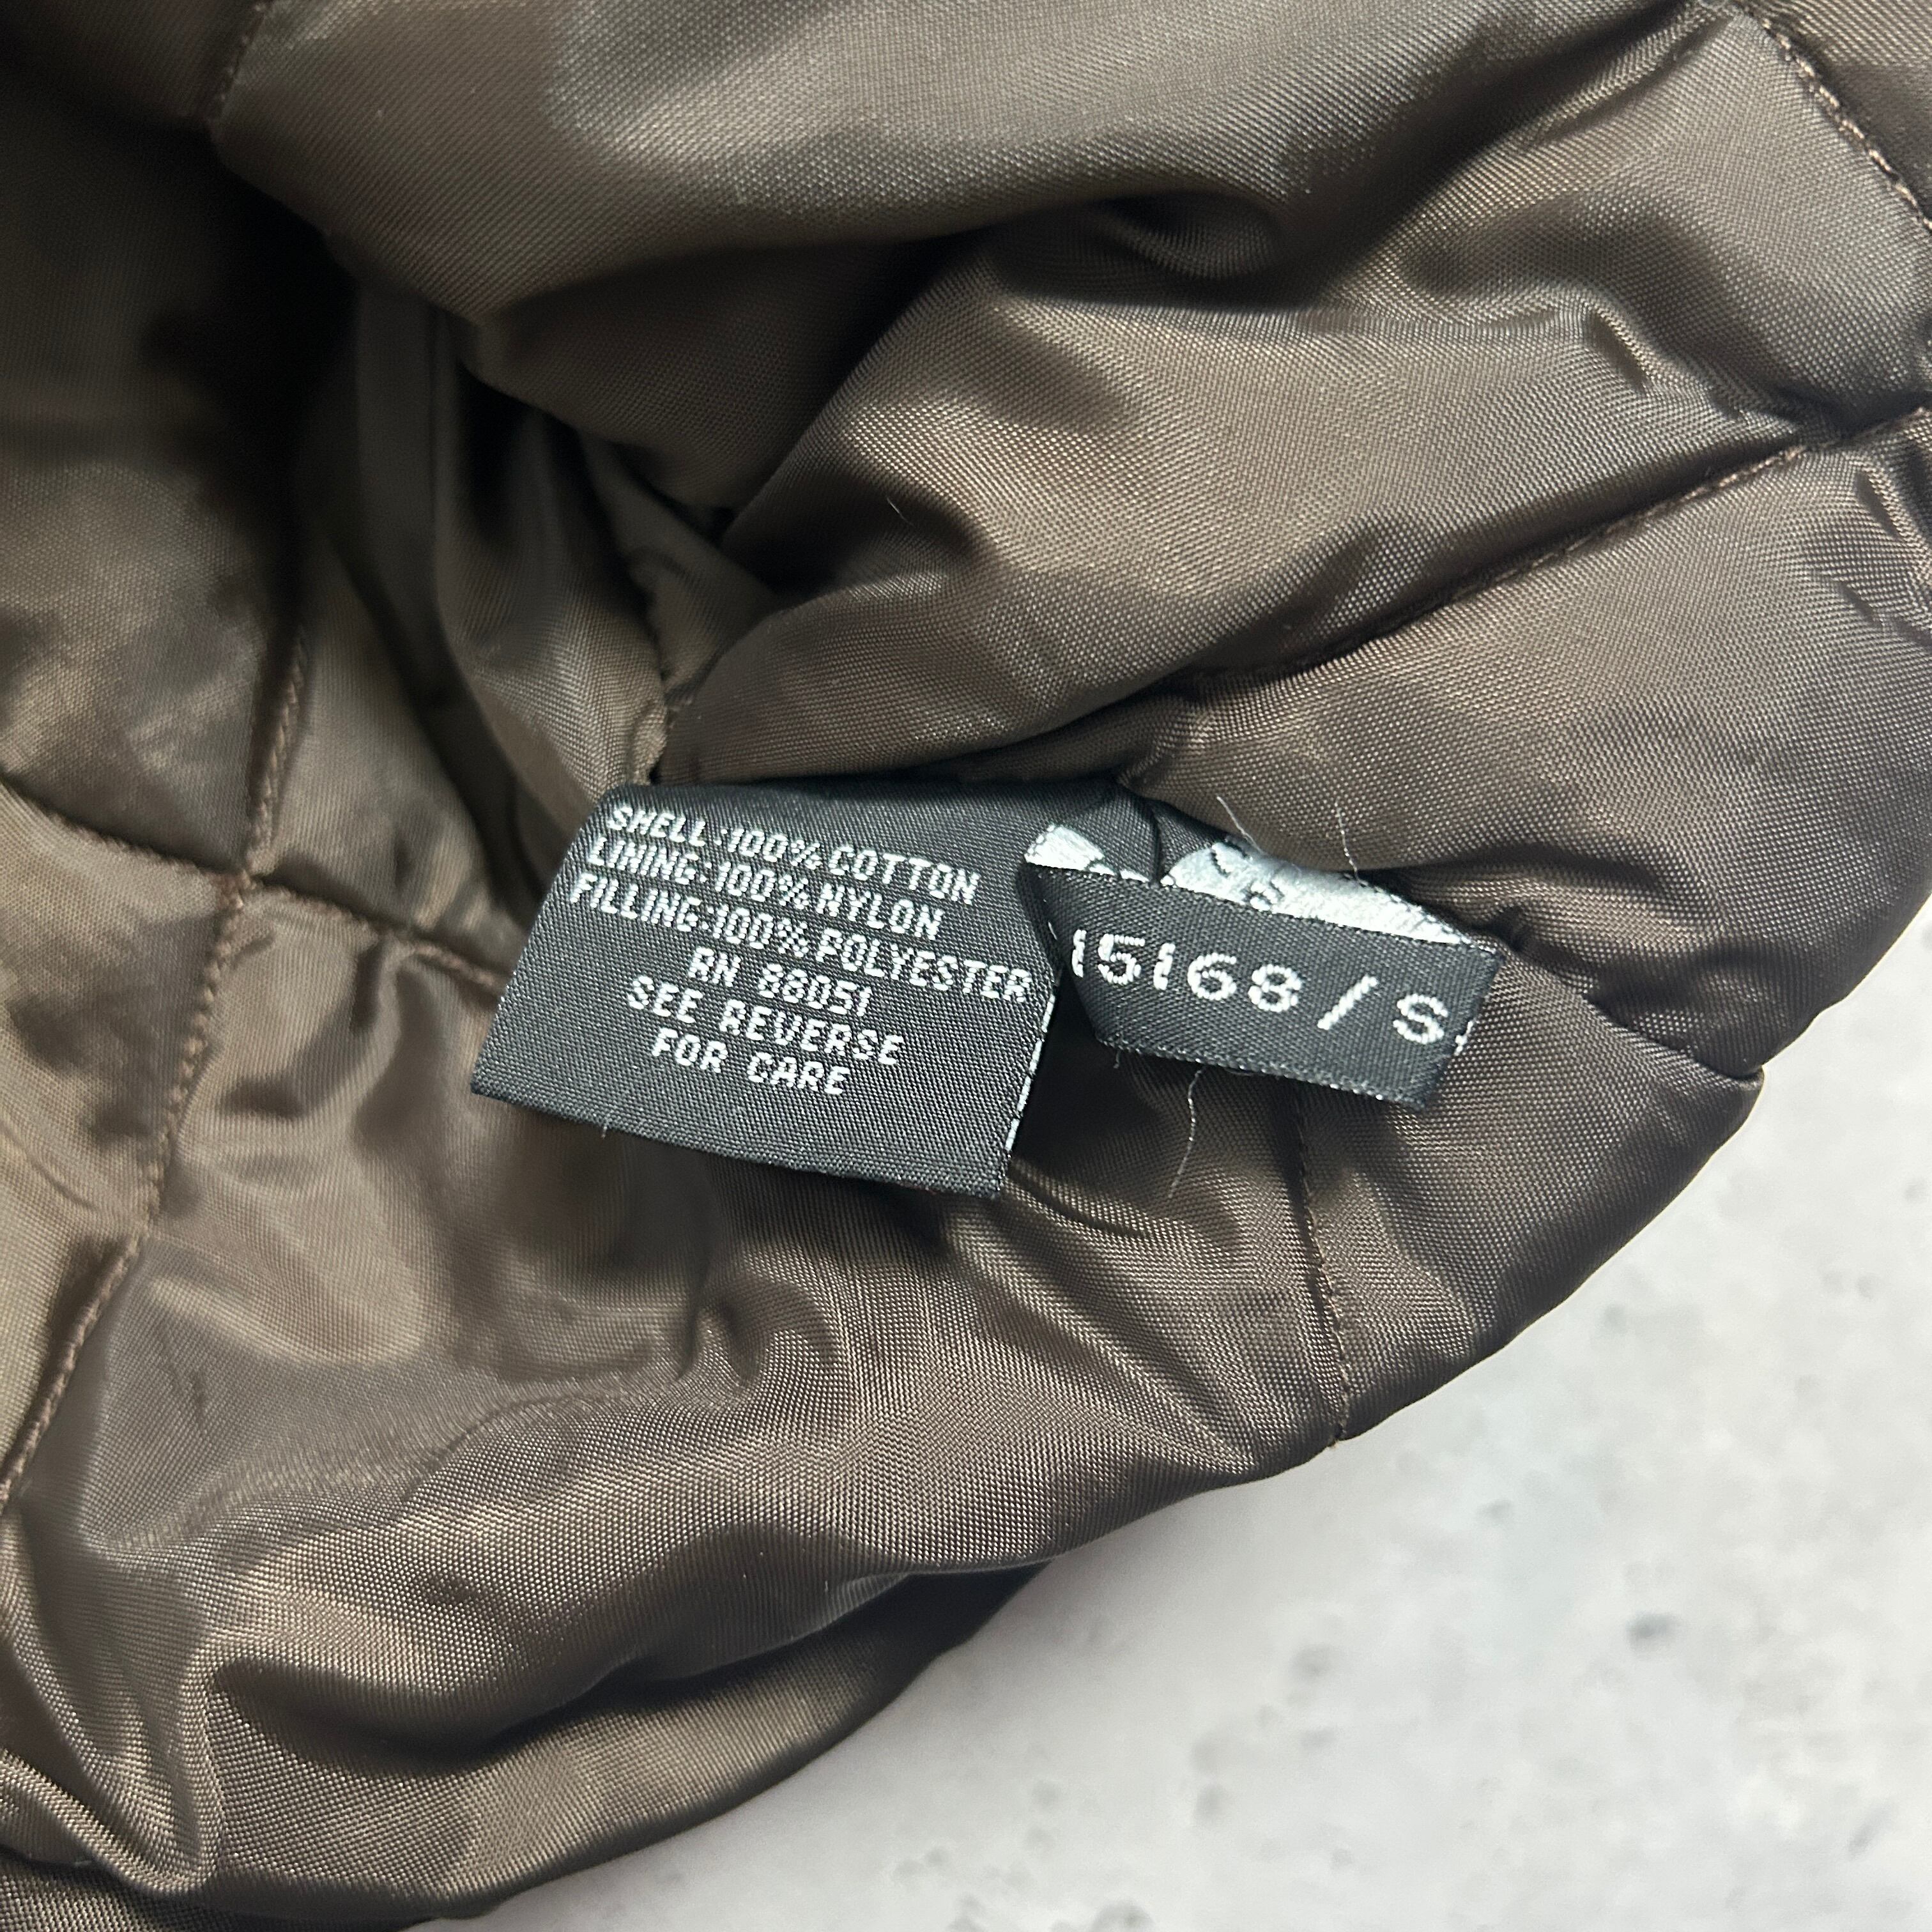 SHELL:100% COTTON
LINING:100% NYLON
FILLING:100% POLYESTER
RN 88051
SEE REVERSE
FOR CARE
15168/S